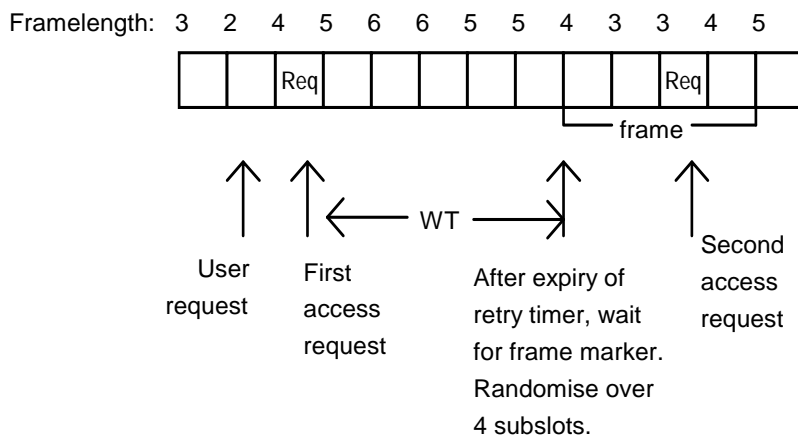 Framelength: 3 2 4 5 6 6 5 5 4 3 3 4 5
Req Req
frame
WT
User
request
First
access
request
After expiry of
retry timer, wait
for frame marker.
Randomise over
4 subslots.
Second
access
request